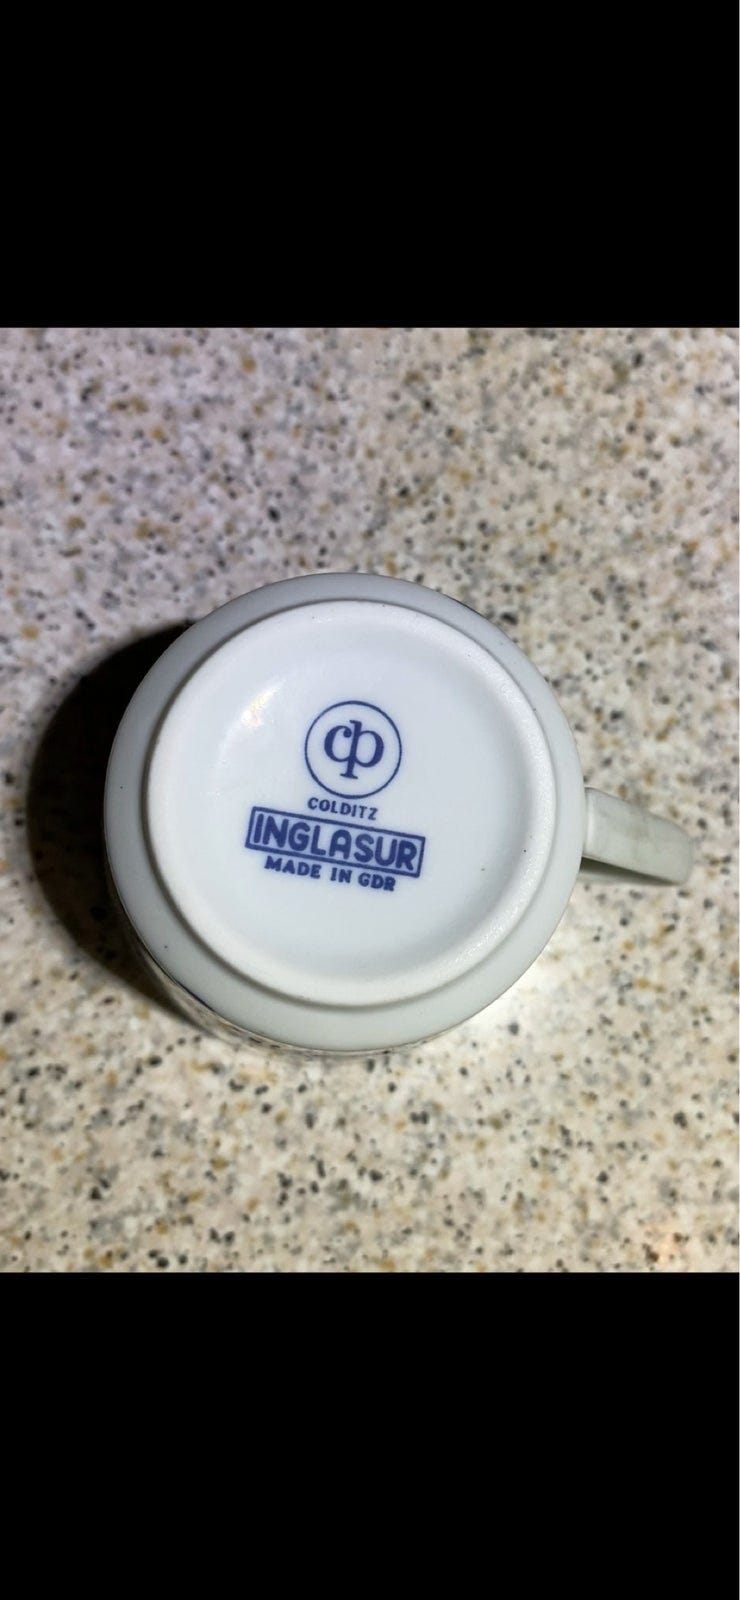 cp
COLDITZ
INGLASUR
MADE IN GDR